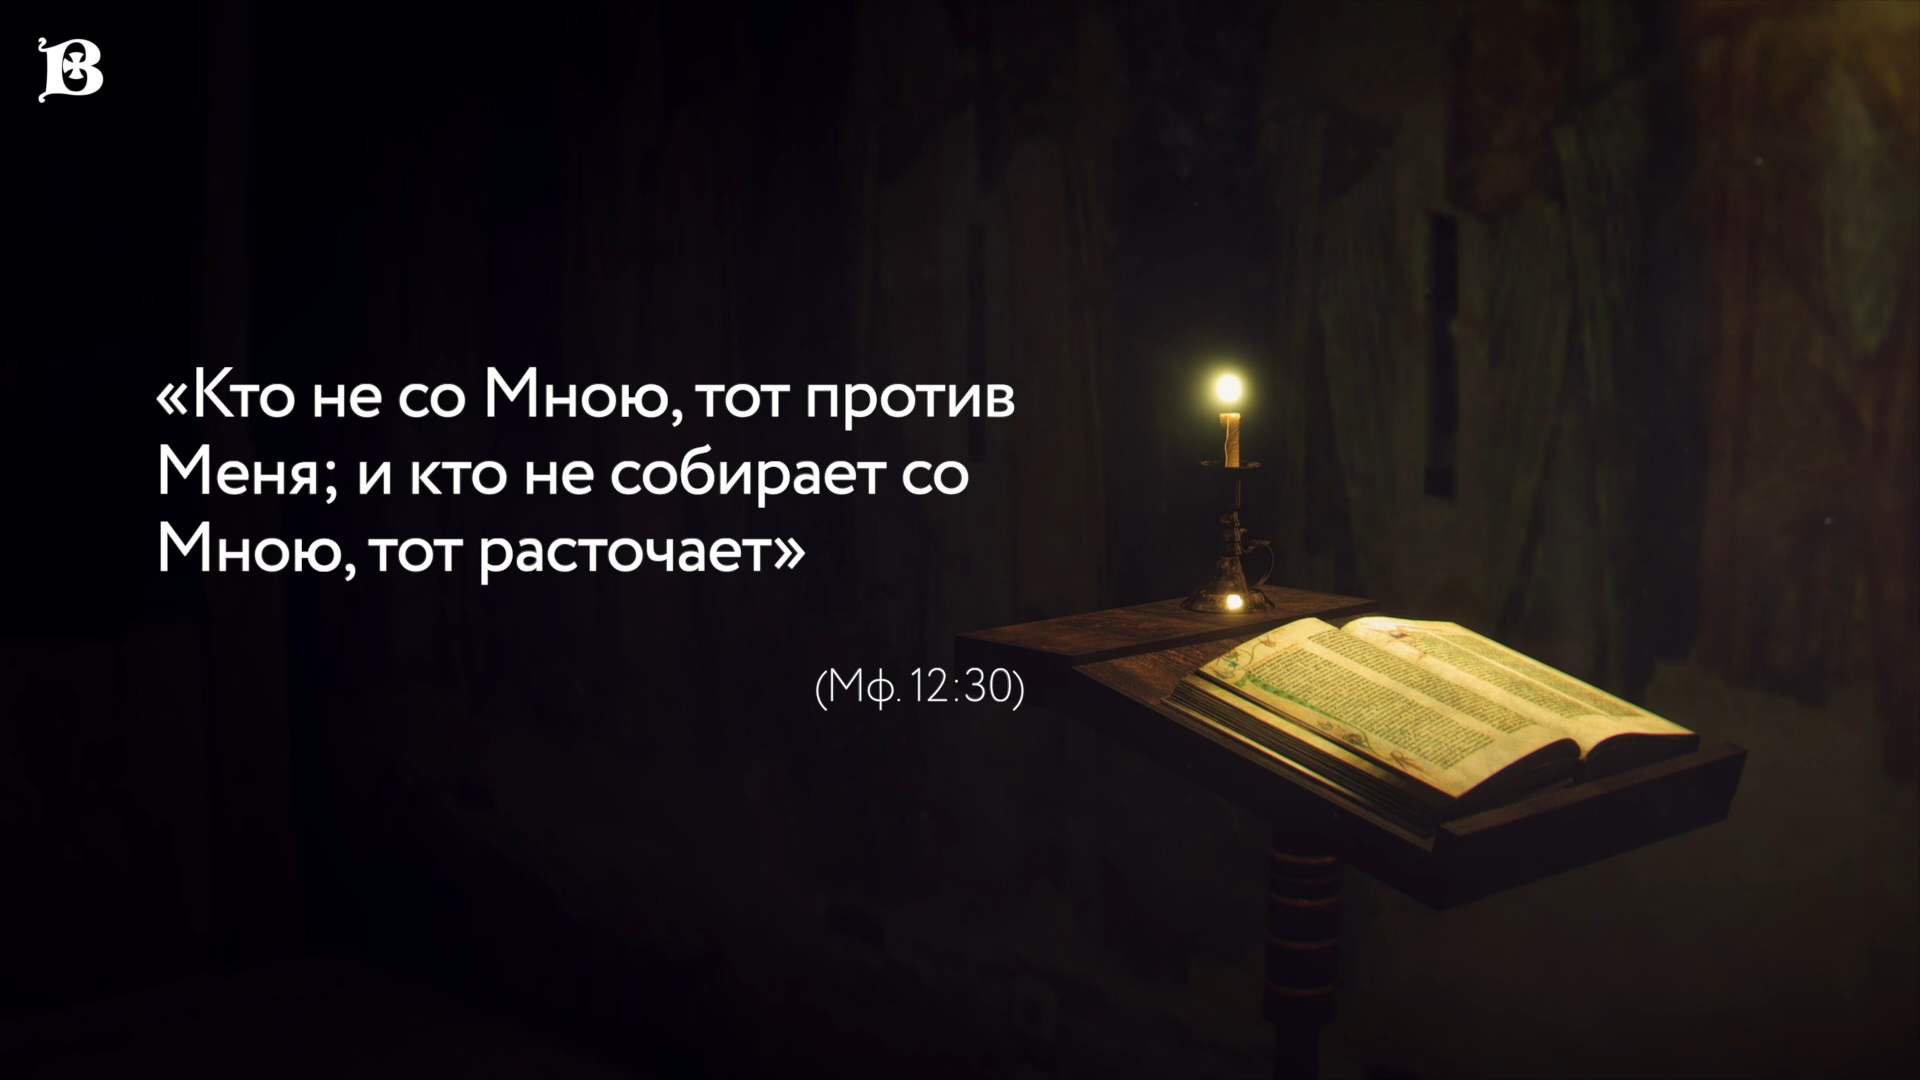 В
«Кто не со Мною, тот против
Меня; и кто не собирает со
Мною, тот расточает»
(Мф. 12:30)